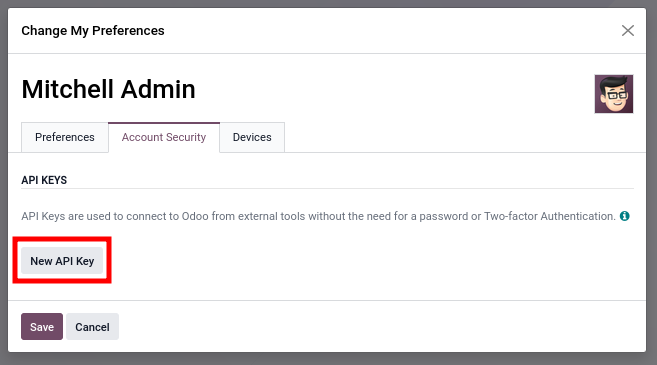 Change My Preferences
Mitchell Admin
Preferences Account Security Devices
API KEYS
API Keys are used to connect to Odoo from external tools without the need for a password or Two-factor Authentication.
New API Key
Save Cancel